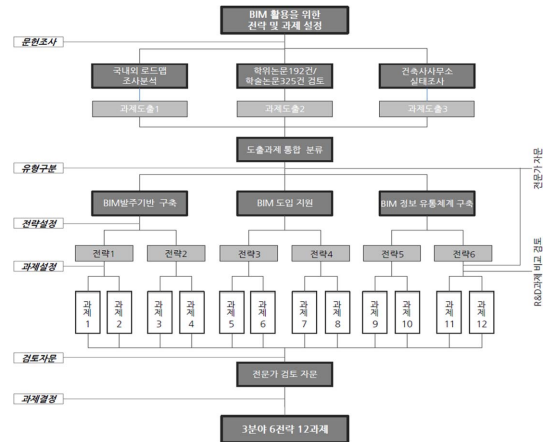 BIM 활용을 위한
전략 및 과제 설정
문헌조사
국내외 로드맵
조사분석
학위논문192건/
학술논문325건 검토
건축사사무소
실태조사
과제도출1
과제도출2
과제도출3
도출과제 통합 분류
유형구분
전문가 자문
BIM발주기반 구축
BIM 도입 지원
BIM 정보 유통체계 구축
전략설정
전략1
전략2
전략3
전략4
전략5
전략6
과제설정
R&D과제 비교 검토
과제
1
과제
2
과제
3
과제
4
과제
5
과제
6
과제
7
과제
8
과제
9
과제
10
과제
11
과제
12
검토자문
전문가 검토 자문
과제결정
3분야 6전략 12과제